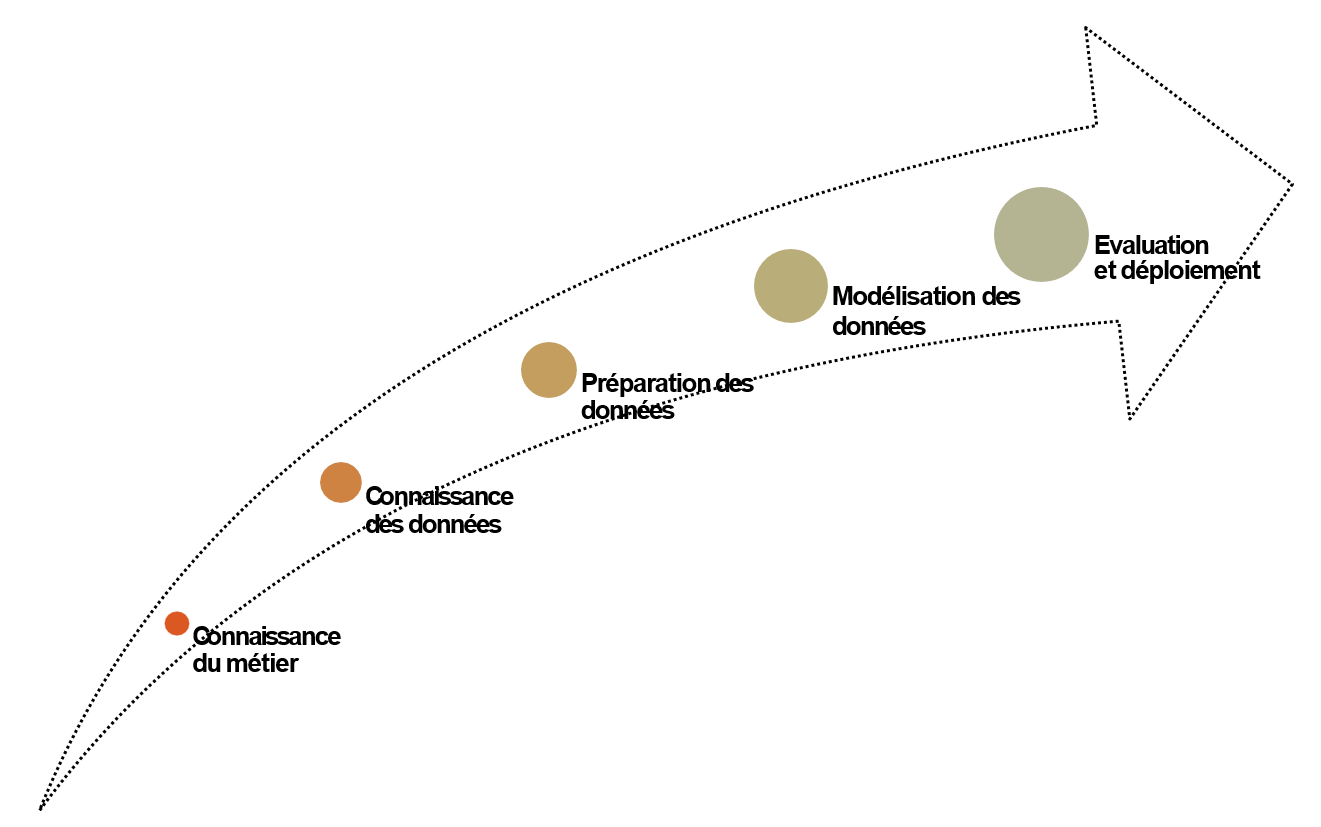 Evaluation
et déploiement
Modélisation des
données
Préparation des
données
Connaissance
des données
Connaissance
du métier